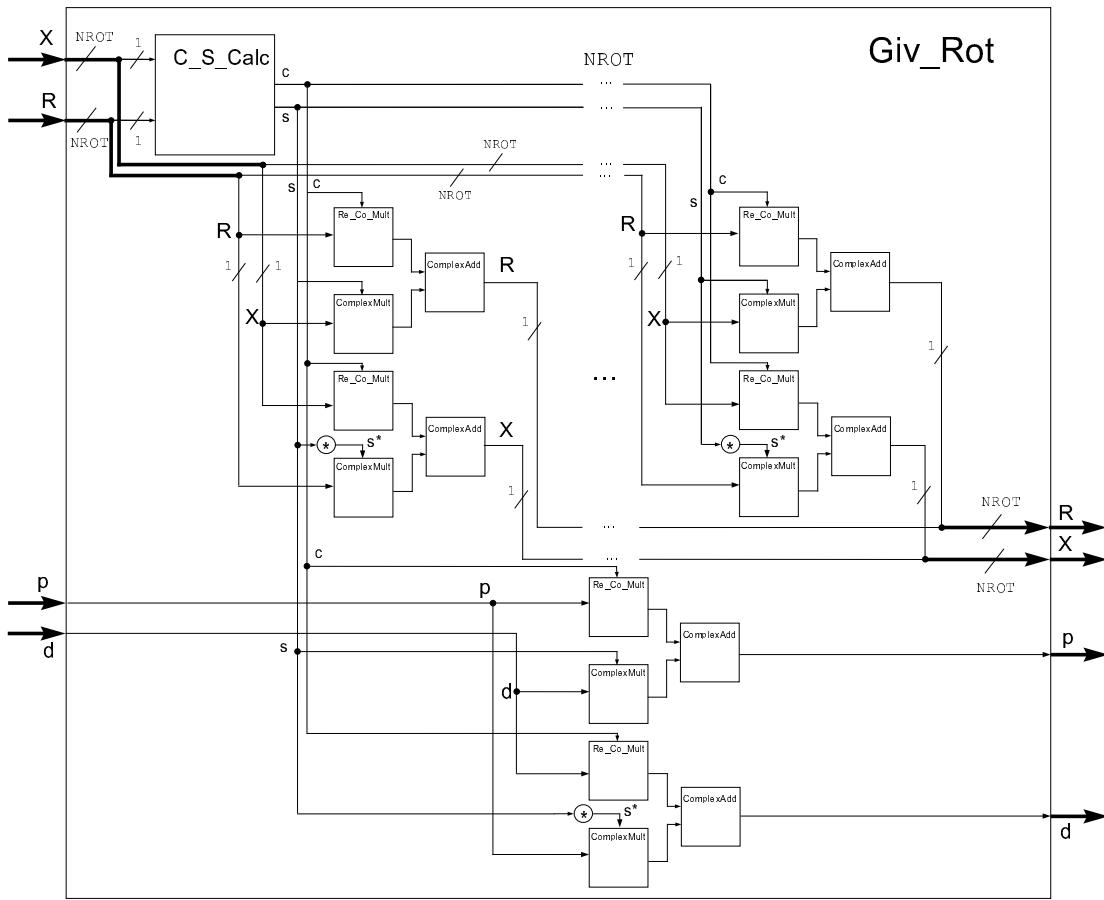 Giv_Rot
X
NROT
1
C_S_Calc
c
NROT
...
R
NROT
1
s
...
NROT
...
NROT
...
s
c
s
R
Re_Co_Mult
R
Re_Co_Mult
1
1
ComplexAdd
R
1
1
ComplexAdd
X
ComplexMult
1
X
ComplexMult
1
...
Re_Co_Mult
Re_Co_Mult
ComplexAdd
X
ComplexAdd
*
s*
ComplexMult
1
*
s*
ComplexMult
1
...
NROT
R
...
NROT
X
c
p
p
Re_Co_Mult
d
ComplexAdd
p
s
d
ComplexMult
Re_Co_Mult
ComplexAdd
*
s*
d
ComplexMult